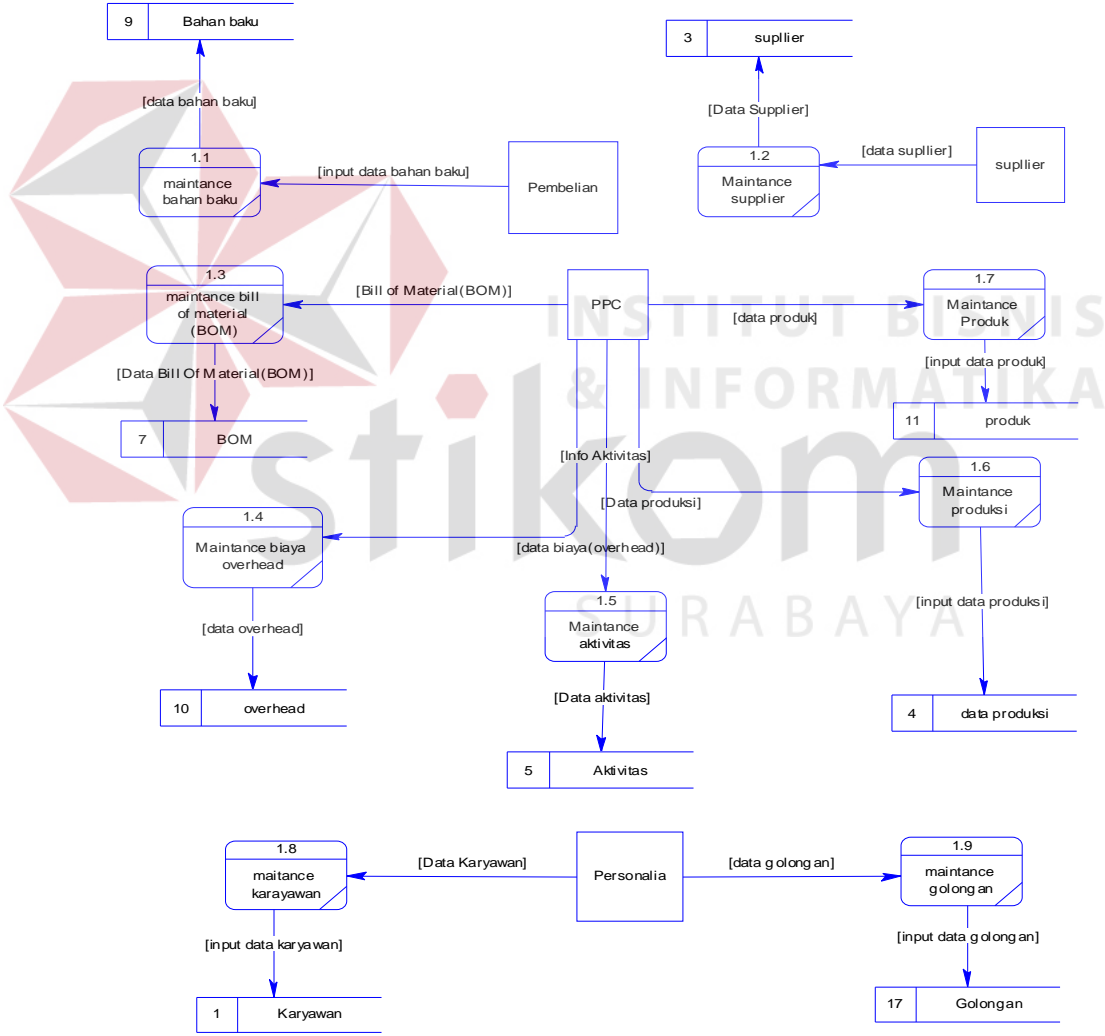 9 Bahan baku
3 supllier
[data bahan baku]
[Data Supplier]
1.1
maintance
bahan baku
[input data bahan baku]
Pembelian
1.2
Maintance
supplier
[data supllier]
supllier
1.3
maintance bill
of material
(BOM)
[Bill of Material(BOM)]
PPC
[data produk]
1.7
Maintance
Produk
INSTITUT BISNIS
& INFORMATIKA
stikom
SURABAYA
[Data Bill Of Material(BOM)]
[input data produk]
7 BOM
11 produk
[Info Aktivitas]
[Data produksi]
1.6
Maintance
produksi
1.4
Maintance biaya
overhead
[data biaya(overhead)]
1.5
Maintance
aktivitas
[input data produksi]
[data overhead]
[Data aktivitas]
10 overhead
4 data produksi
5 Aktivitas
1.8
maitance
karayawan
[Data Karyawan]
Personalia
[data golongan]
1.9
maintance
golongan
[input data karyawan]
[input data golongan]
1 Karyawan
17 Golongan